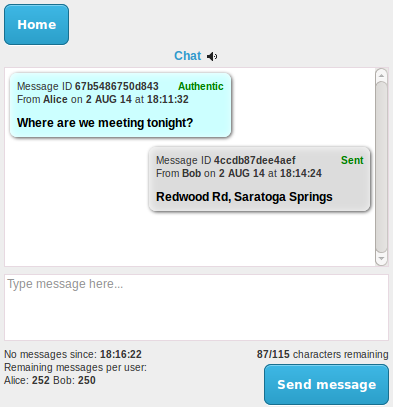 Home
Chat
Message ID 67b5486750d843 Authentic
From Alice on 2 AUG 14 at 18:11:32
Where are we meeting tonight?
Message ID 4ccdb87dee4aef Sent
From Bob on 2 AUG 14 at 18:14:24
Redwood Rd, Saratoga Springs
Type message here...
No messages since: 18:16:22
87/115 characters remaining
Remaining messages per user:
Alice: 252 Bob: 250
Send message